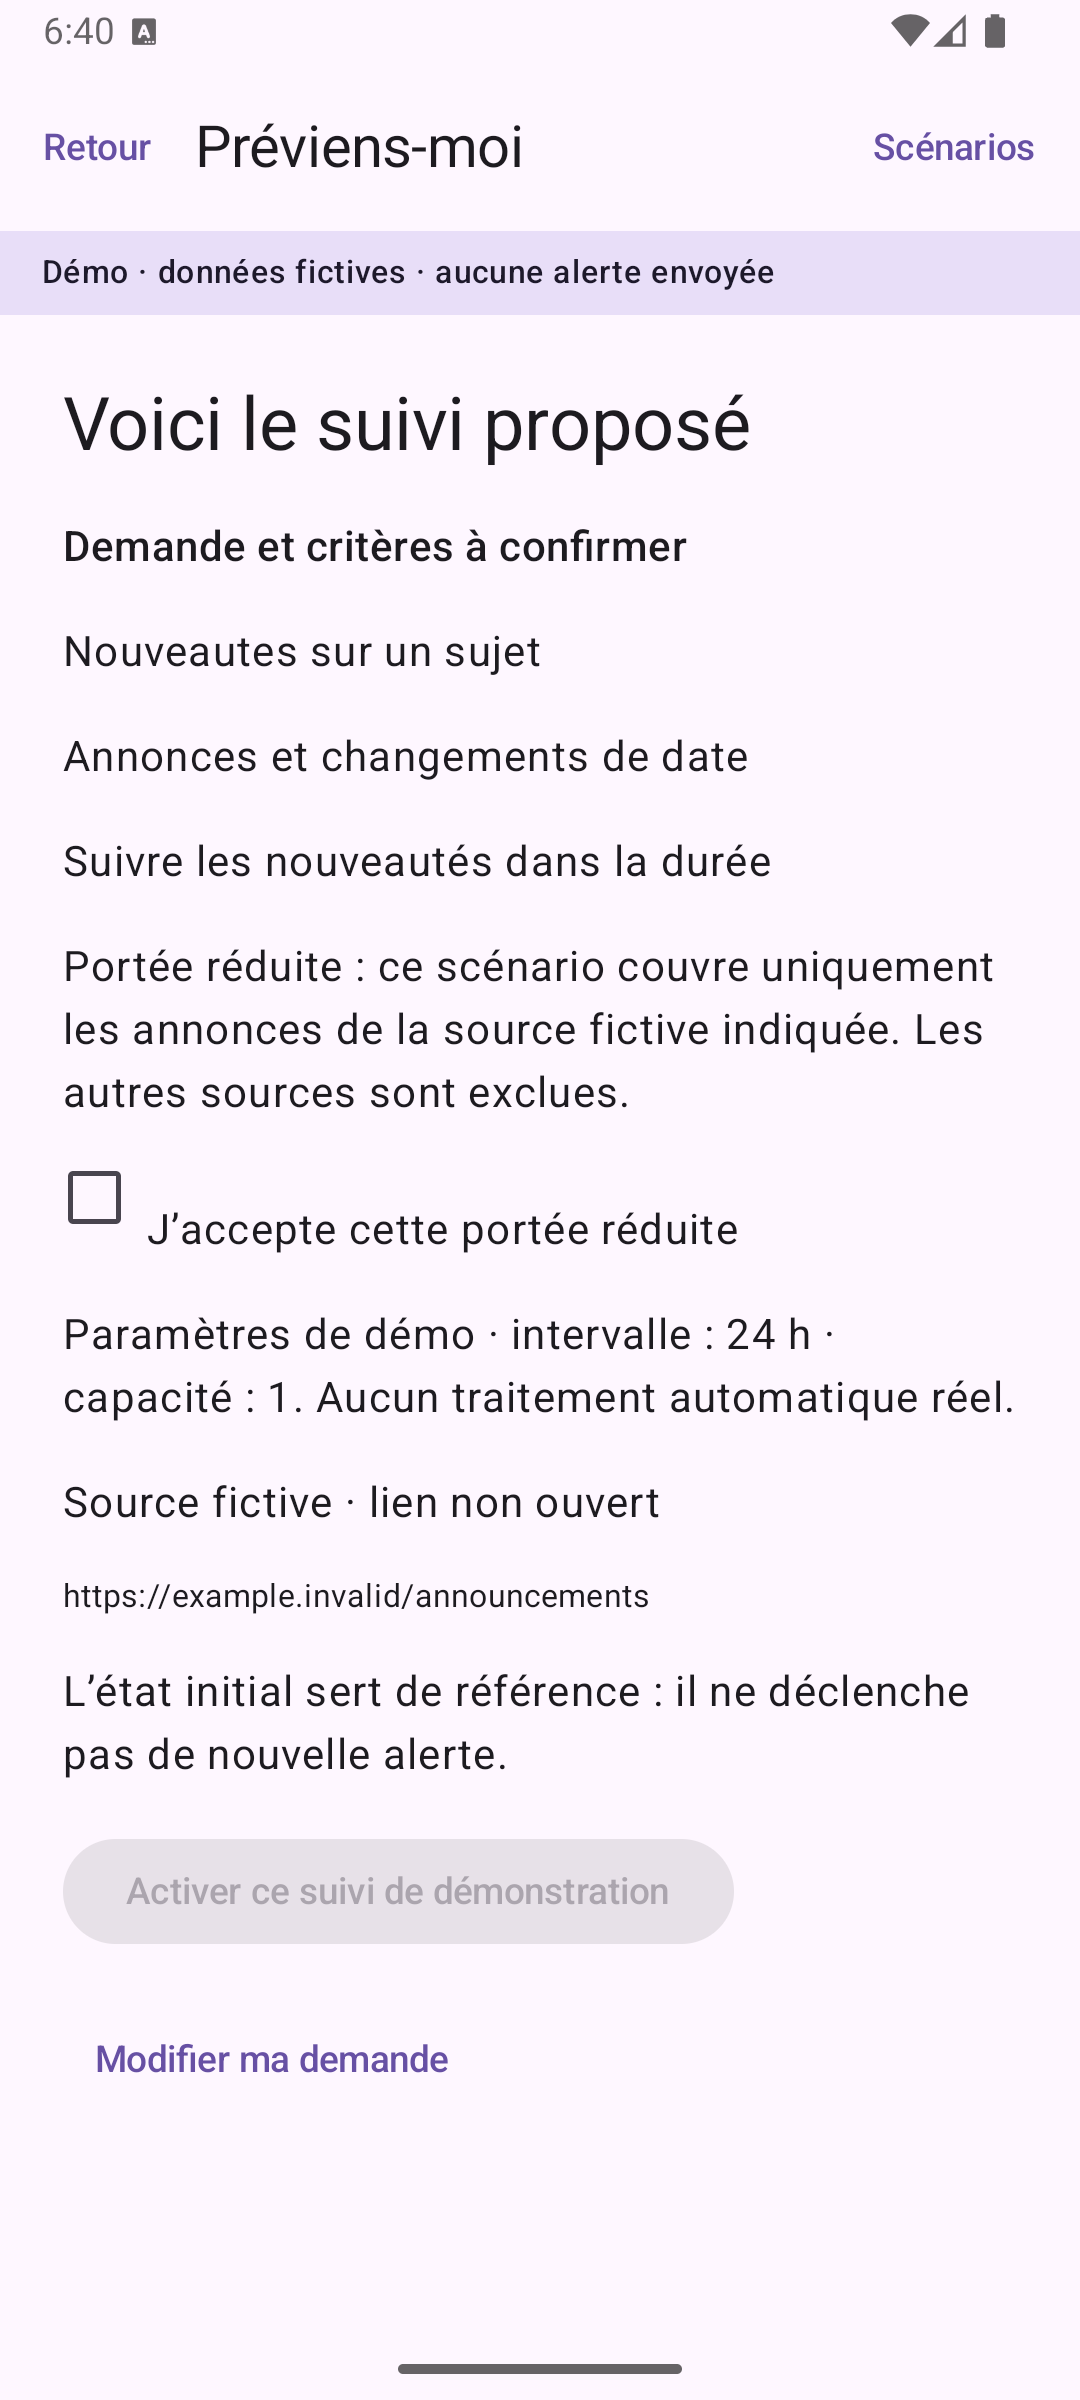 6:40
Retour Préviens-moi Scénarios
Démo · données fictives · aucune alerte envoyée
Voici le suivi proposé
Demande et critères à confirmer
Nouveautes sur un sujet
Annonces et changements de date
Suivre les nouveautés dans la durée
Portée réduite : ce scénario couvre uniquement
les annonces de la source fictive indiquée. Les
autres sources sont exclues.
J’accepte cette portée réduite
Paramètres de démo · intervalle : 24 h ·
capacité : 1. Aucun traitement automatique réel.
Source fictive · lien non ouvert
https://example.invalid/announcements
L’état initial sert de référence : il ne déclenche
pas de nouvelle alerte.
Activer ce suivi de démonstration
Modifier ma demande